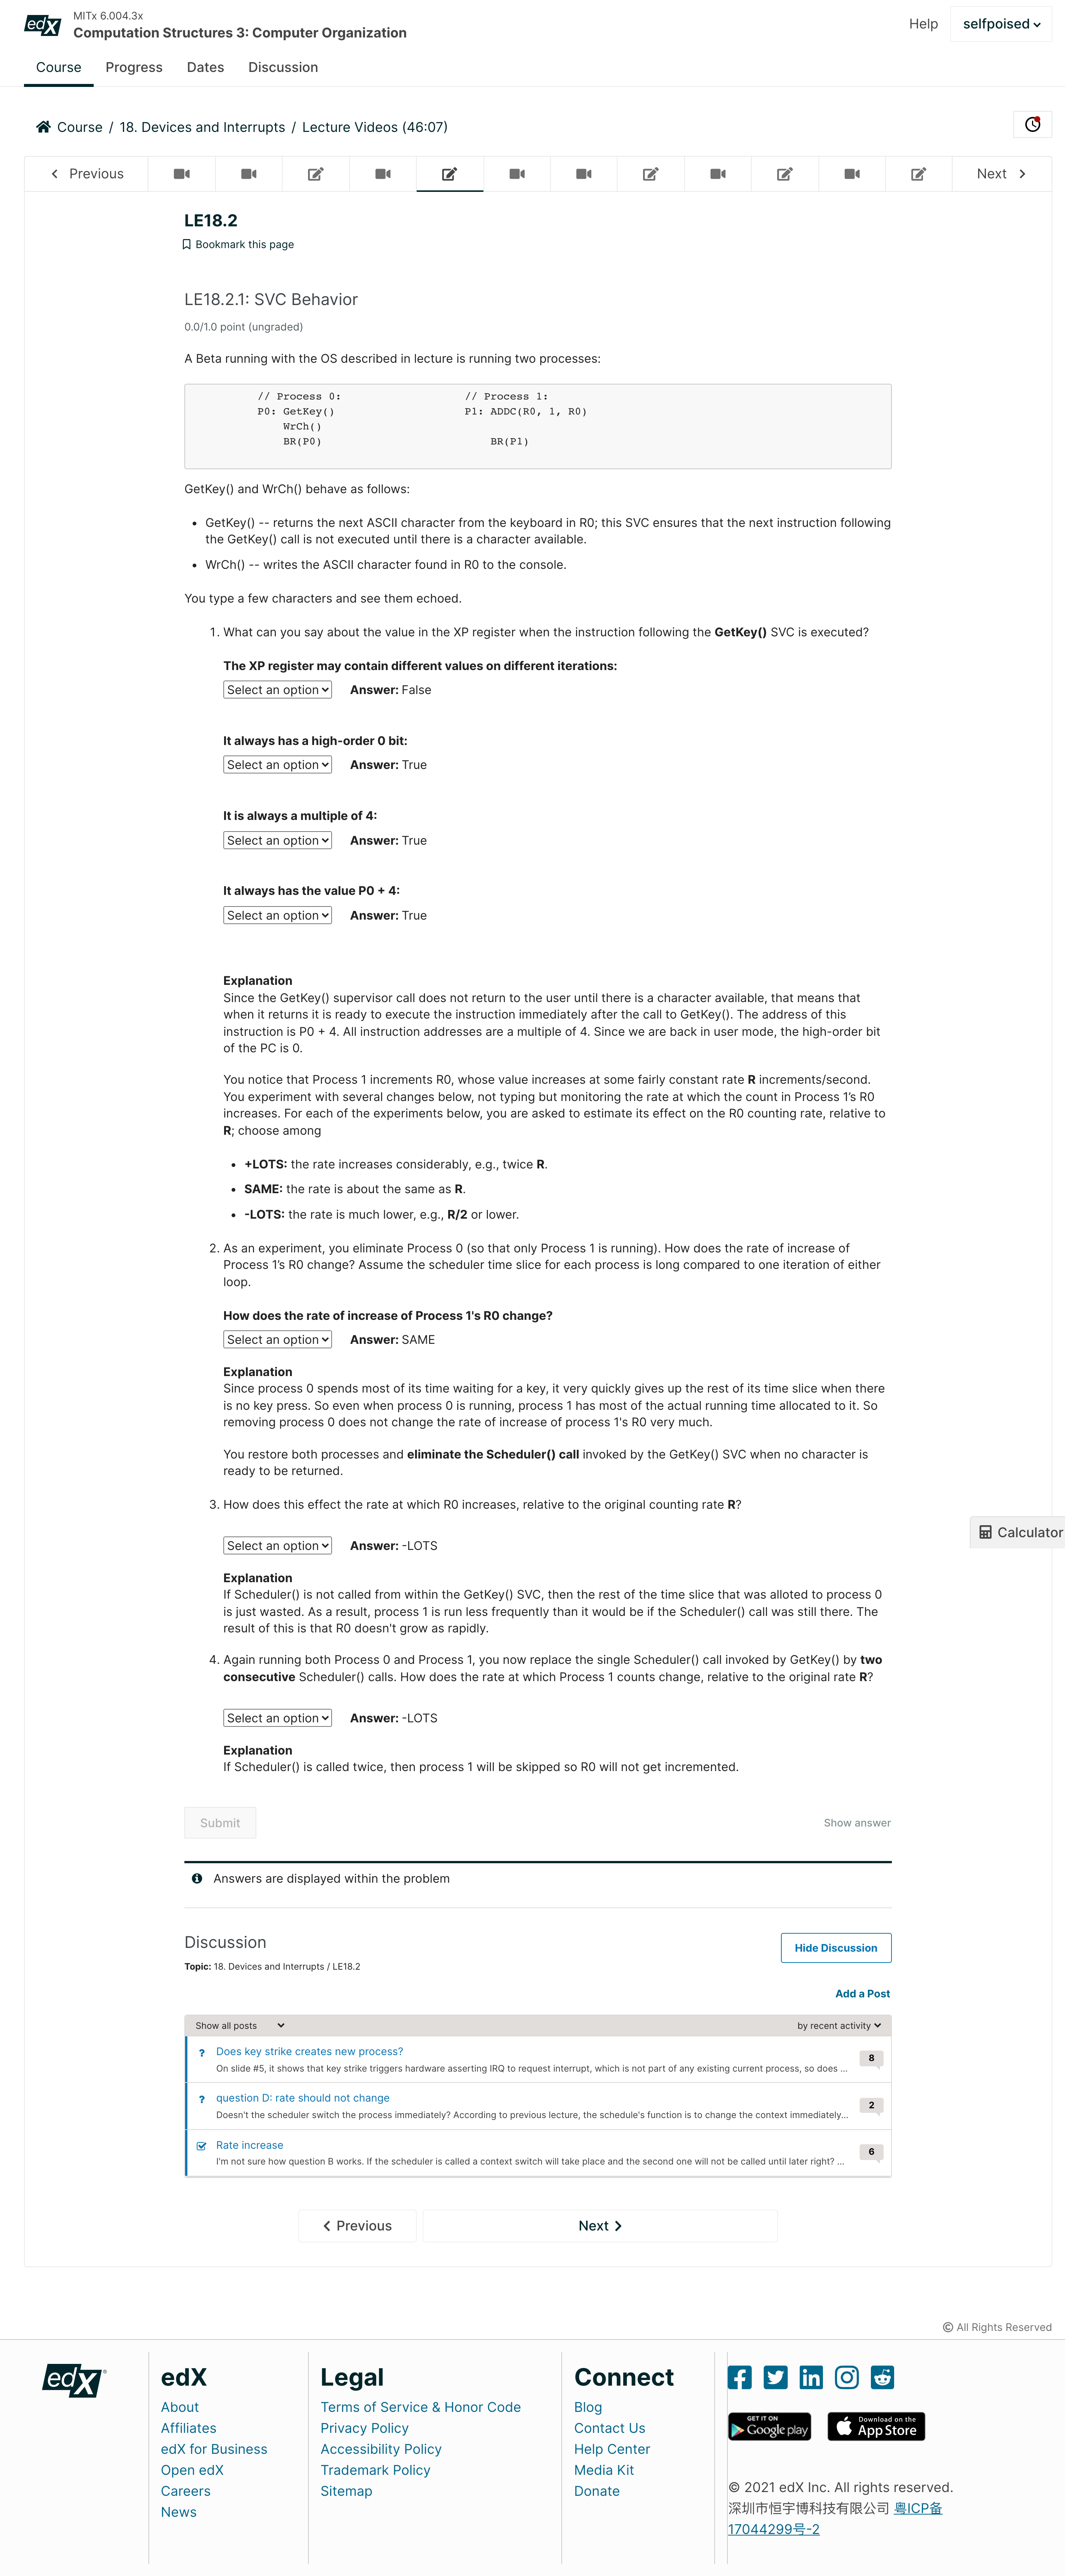 edX
MITx 6.004.3x
Computation Structures 3: Computer Organization
Help
selfpoised
Course
Progress
Dates
Discussion
Course / 18. Devices and Interrupts / Lecture Videos (46:07)
Previous
Next
LE18.2
Bookmark this page
LE18.2.1: SVC Behavior
0.0/1.0 point (ungraded)
A Beta running with the OS described in lecture is running two processes:
// Process 0: // Process 1:
P0: GetKey() P1: ADDC(R0, 1, R0)
WrCh()
BR(P0) BR(P1)
GetKey() and WrCh() behave as follows:
• GetKey() -- returns the next ASCII character from the keyboard in R0; this SVC ensures that the next instruction following
the GetKey() call is not executed until there is a character available.
• WrCh() -- writes the ASCII character found in R0 to the console.
You type a few characters and see them echoed.
1. What can you say about the value in the XP register when the instruction following the GetKey() SVC is executed?
The XP register may contain different values on different iterations:
Select an option Answer: False
It always has a high-order 0 bit:
Select an option Answer: True
It is always a multiple of 4:
Select an option Answer: True
It always has the value P0 + 4:
Select an option Answer: True
Explanation
Since the GetKey() supervisor call does not return to the user until there is a character available, that means that
when it returns it is ready to execute the instruction immediately after the call to GetKey(). The address of this
instruction is P0 + 4. All instruction addresses are a multiple of 4. Since we are back in user mode, the high-order bit
of the PC is 0.
You notice that Process 1 increments R0, whose value increases at some fairly constant rate R increments/second.
You experiment with several changes below, not typing but monitoring the rate at which the count in Process 1's R0
increases. For each of the experiments below, you are asked to estimate its effect on the R0 counting rate, relative to
R; choose among
• +LOTS: the rate increases considerably, e.g., twice R.
• SAME: the rate is about the same as R.
• -LOTS: the rate is much lower, e.g., R/2 or lower.
2. As an experiment, you eliminate Process 0 (so that only Process 1 is running). How does the rate of increase of
Process 1's R0 change? Assume the scheduler time slice for each process is long compared to one iteration of either
loop.
How does the rate of increase of Process 1's R0 change?
Select an option Answer: SAME
Explanation
Since process 0 spends most of its time waiting for a key, it very quickly gives up the rest of its time slice when there
is no key press. So even when process 0 is running, process 1 has most of the actual running time allocated to it. So
removing process 0 does not change the rate of increase of process 1's R0 very much.
You restore both processes and eliminate the Scheduler() call invoked by the GetKey() SVC when no character is
ready to be returned.
3. How does this effect the rate at which R0 increases, relative to the original counting rate R?
Calculator
Select an option Answer: -LOTS
Explanation
If Scheduler() is not called from within the GetKey() SVC, then the rest of the time slice that was alloted to process 0
is just wasted. As a result, process 1 is run less frequently than it would be if the Scheduler() call was still there. The
result of this is that R0 doesn't grow as rapidly.
4. Again running both Process 0 and Process 1, you now replace the single Scheduler() call invoked by GetKey() by two
consecutive Scheduler() calls. How does the rate at which Process 1 counts change, relative to the original rate R?
Select an option Answer: -LOTS
Explanation
If Scheduler() is called twice, then process 1 will be skipped so R0 will not get incremented.
Submit
Show answer
Answers are displayed within the problem
Discussion
Hide Discussion
Topic: 18. Devices and Interrupts / LE18.2
Add a Post
Show all posts
by recent activity
? Does key strike creates new process?
On slide #5, it shows that key strike triggers hardware asserting IRQ to request interrupt, which is not part of any existing current process, so does ...
8
? question D: rate should not change
Doesn't the scheduler switch the process immediately? According to previous lecture, the schedule's function is to change the context immediately...
2
Rate increase
I'm not sure how question B works. If the scheduler is called a context switch will take place and the second one will not be called until later right? ...
6
Previous
Next
© All Rights Reserved
edX
edX
About
Affiliates
edX for Business
Open edX
Careers
News
Legal
Terms of Service & Honor Code
Privacy Policy
Accessibility Policy
Trademark Policy
Sitemap
Connect
Blog
Contact Us
Help Center
Media Kit
Donate
GET IT ON
Google play
Download on the
App Store
© 2021 edX Inc. All rights reserved.
深圳市恒宇博科技有限公司 粤ICP备
17044299号-2